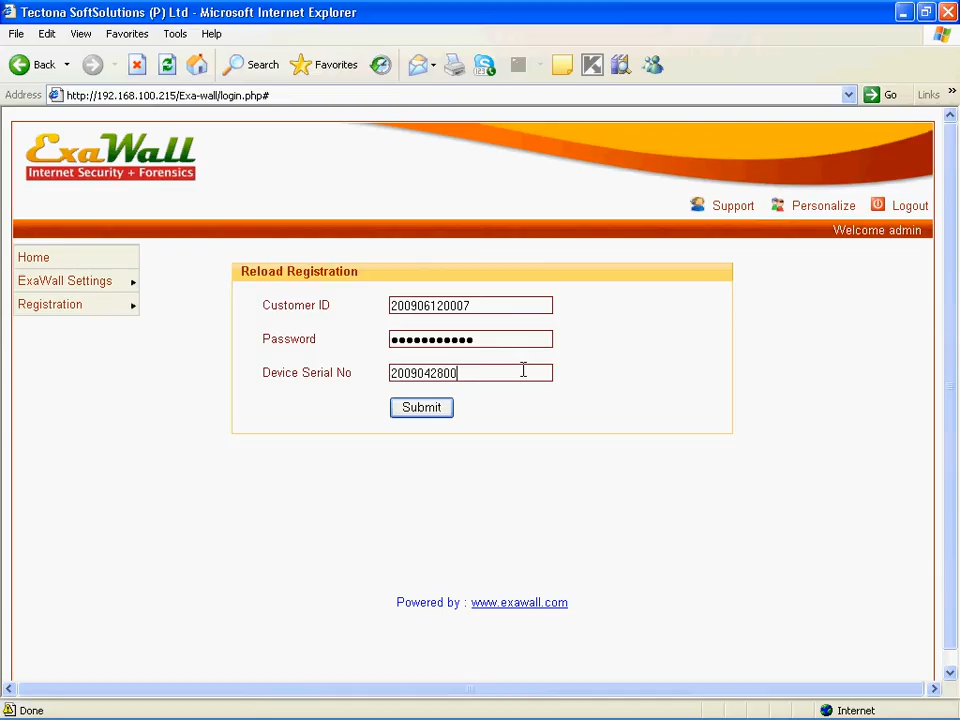 Tectona SoftSolutions (P) Ltd - Microsoft Internet Explorer
File Edit View Favorites Tools Help
Back Search Favorites
Address http://192.168.100.215/Exa-wall/login.php# Go Links »
ExaWall
Internet Security + Forensics
Support Personalize Logout
Welcome admin
Home
ExaWall Settings
Registration
Reload Registration
Customer ID 200906120007
Password ●●●●●●●●●●●
Device Serial No 2009042800
Submit
Powered by : www.exawall.com
Done Internet